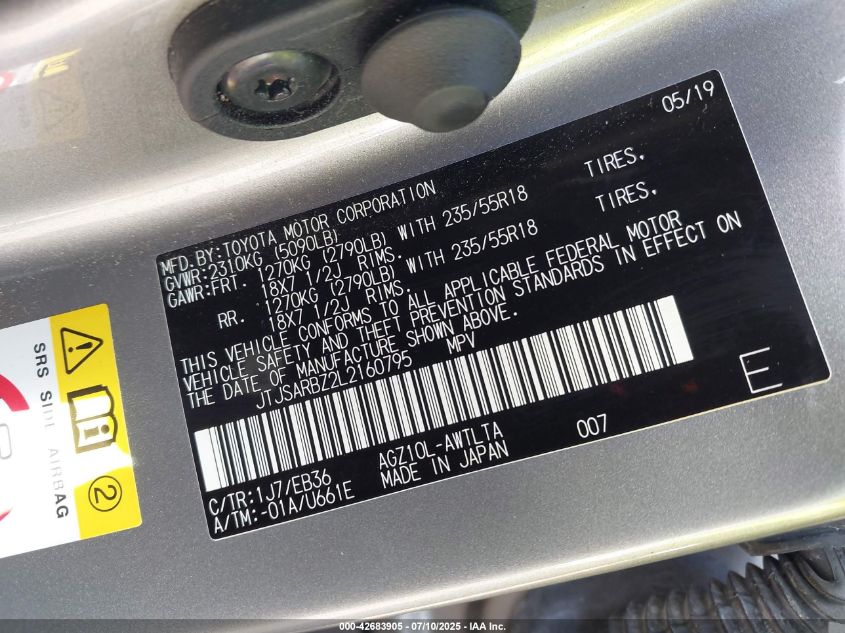 05/19
MFD.BY:TOYOTA MOTOR CORPORATION
GVWR:2310KG (5090LB)
GAWR:FRT. 1270KG (2790LB) WITH 235/55R18 TIRES.
18X7 1/2J RIMS.
RR. 1270KG (2790LB) WITH 235/55R18 TIRES.
18X7 1/2J RIMS.
THIS VEHICLE CONFORMS TO ALL APPLICABLE FEDERAL MOTOR
VEHICLE SAFETY AND THEFT PREVENTION STANDARDS IN EFFECT ON
THE DATE OF MANUFACTURE SHOWN ABOVE.
JTJSARBZ2L2160795 MPV
E
C/TR:1J7/EB36 AGZ10L-AWTLTA 007
A/TM:-01A/U661E MADE IN JAPAN
SRS SIDE AIRBAG
2
000-42683905 - 07/10/2025 - IAA Inc.